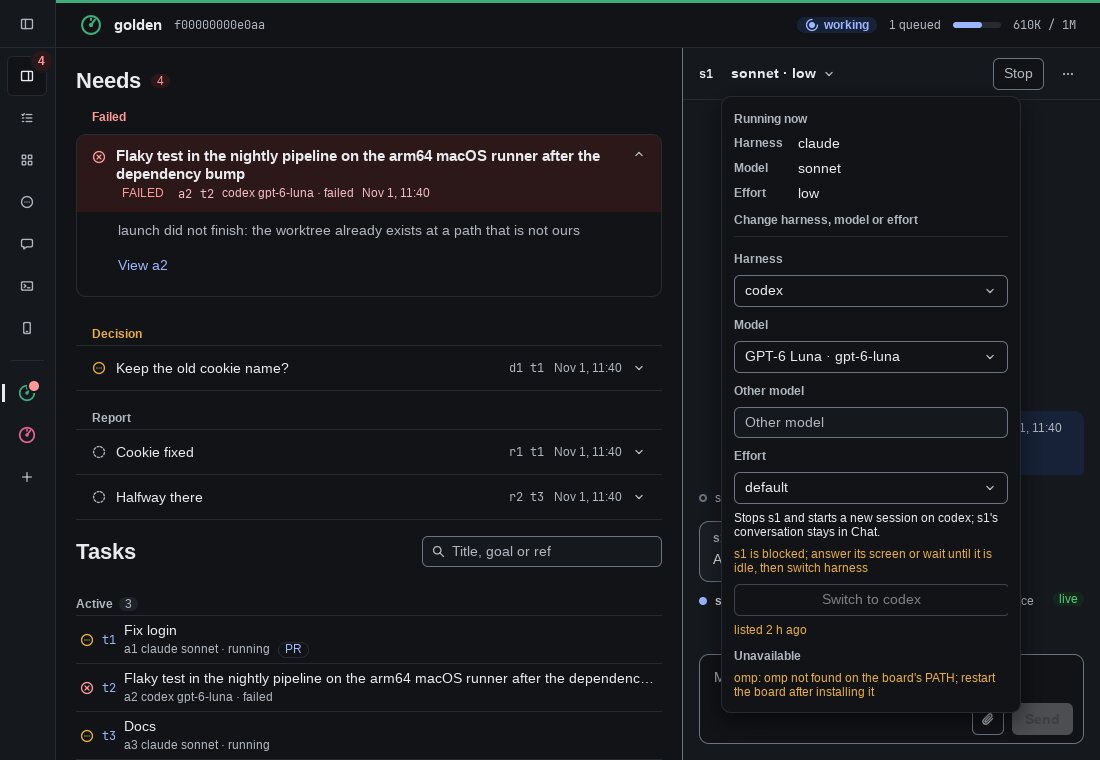 golden f00000000e0aa
working 1 queued 610K / 1M
4
Needs 4
Failed
Flaky test in the nightly pipeline on the arm64 macOS runner after the
dependency bump
FAILED a2 t2 codex gpt-6-luna · failed Nov 1, 11:40
launch did not finish: the worktree already exists at a path that is not ours
View a2
Decision
Keep the old cookie name? d1 t1 Nov 1, 11:40
Report
Cookie fixed r1 t1 Nov 1, 11:40
Halfway there r2 t3 Nov 1, 11:40
Tasks
Title, goal or ref
Active 3
t1 Fix login
a1 claude sonnet · running PR
t2 Flaky test in the nightly pipeline on the arm64 macOS runner after the dependenc…
a2 codex gpt-6-luna · failed
t3 Docs
a3 claude sonnet · running
s1 sonnet · low Stop
Running now
Harness claude
Model sonnet
Effort low
Change harness, model or effort
Harness
codex
Model
GPT-6 Luna · gpt-6-luna
Other model
Other model
Effort
default
Stops s1 and starts a new session on codex; s1's
conversation stays in Chat.
s1 is blocked; answer its screen or wait until it is
idle, then switch harness
Switch to codex
listed 2 h ago
Unavailable
omp: omp not found on the board's PATH; restart
the board after installing it
11:40
live
Send